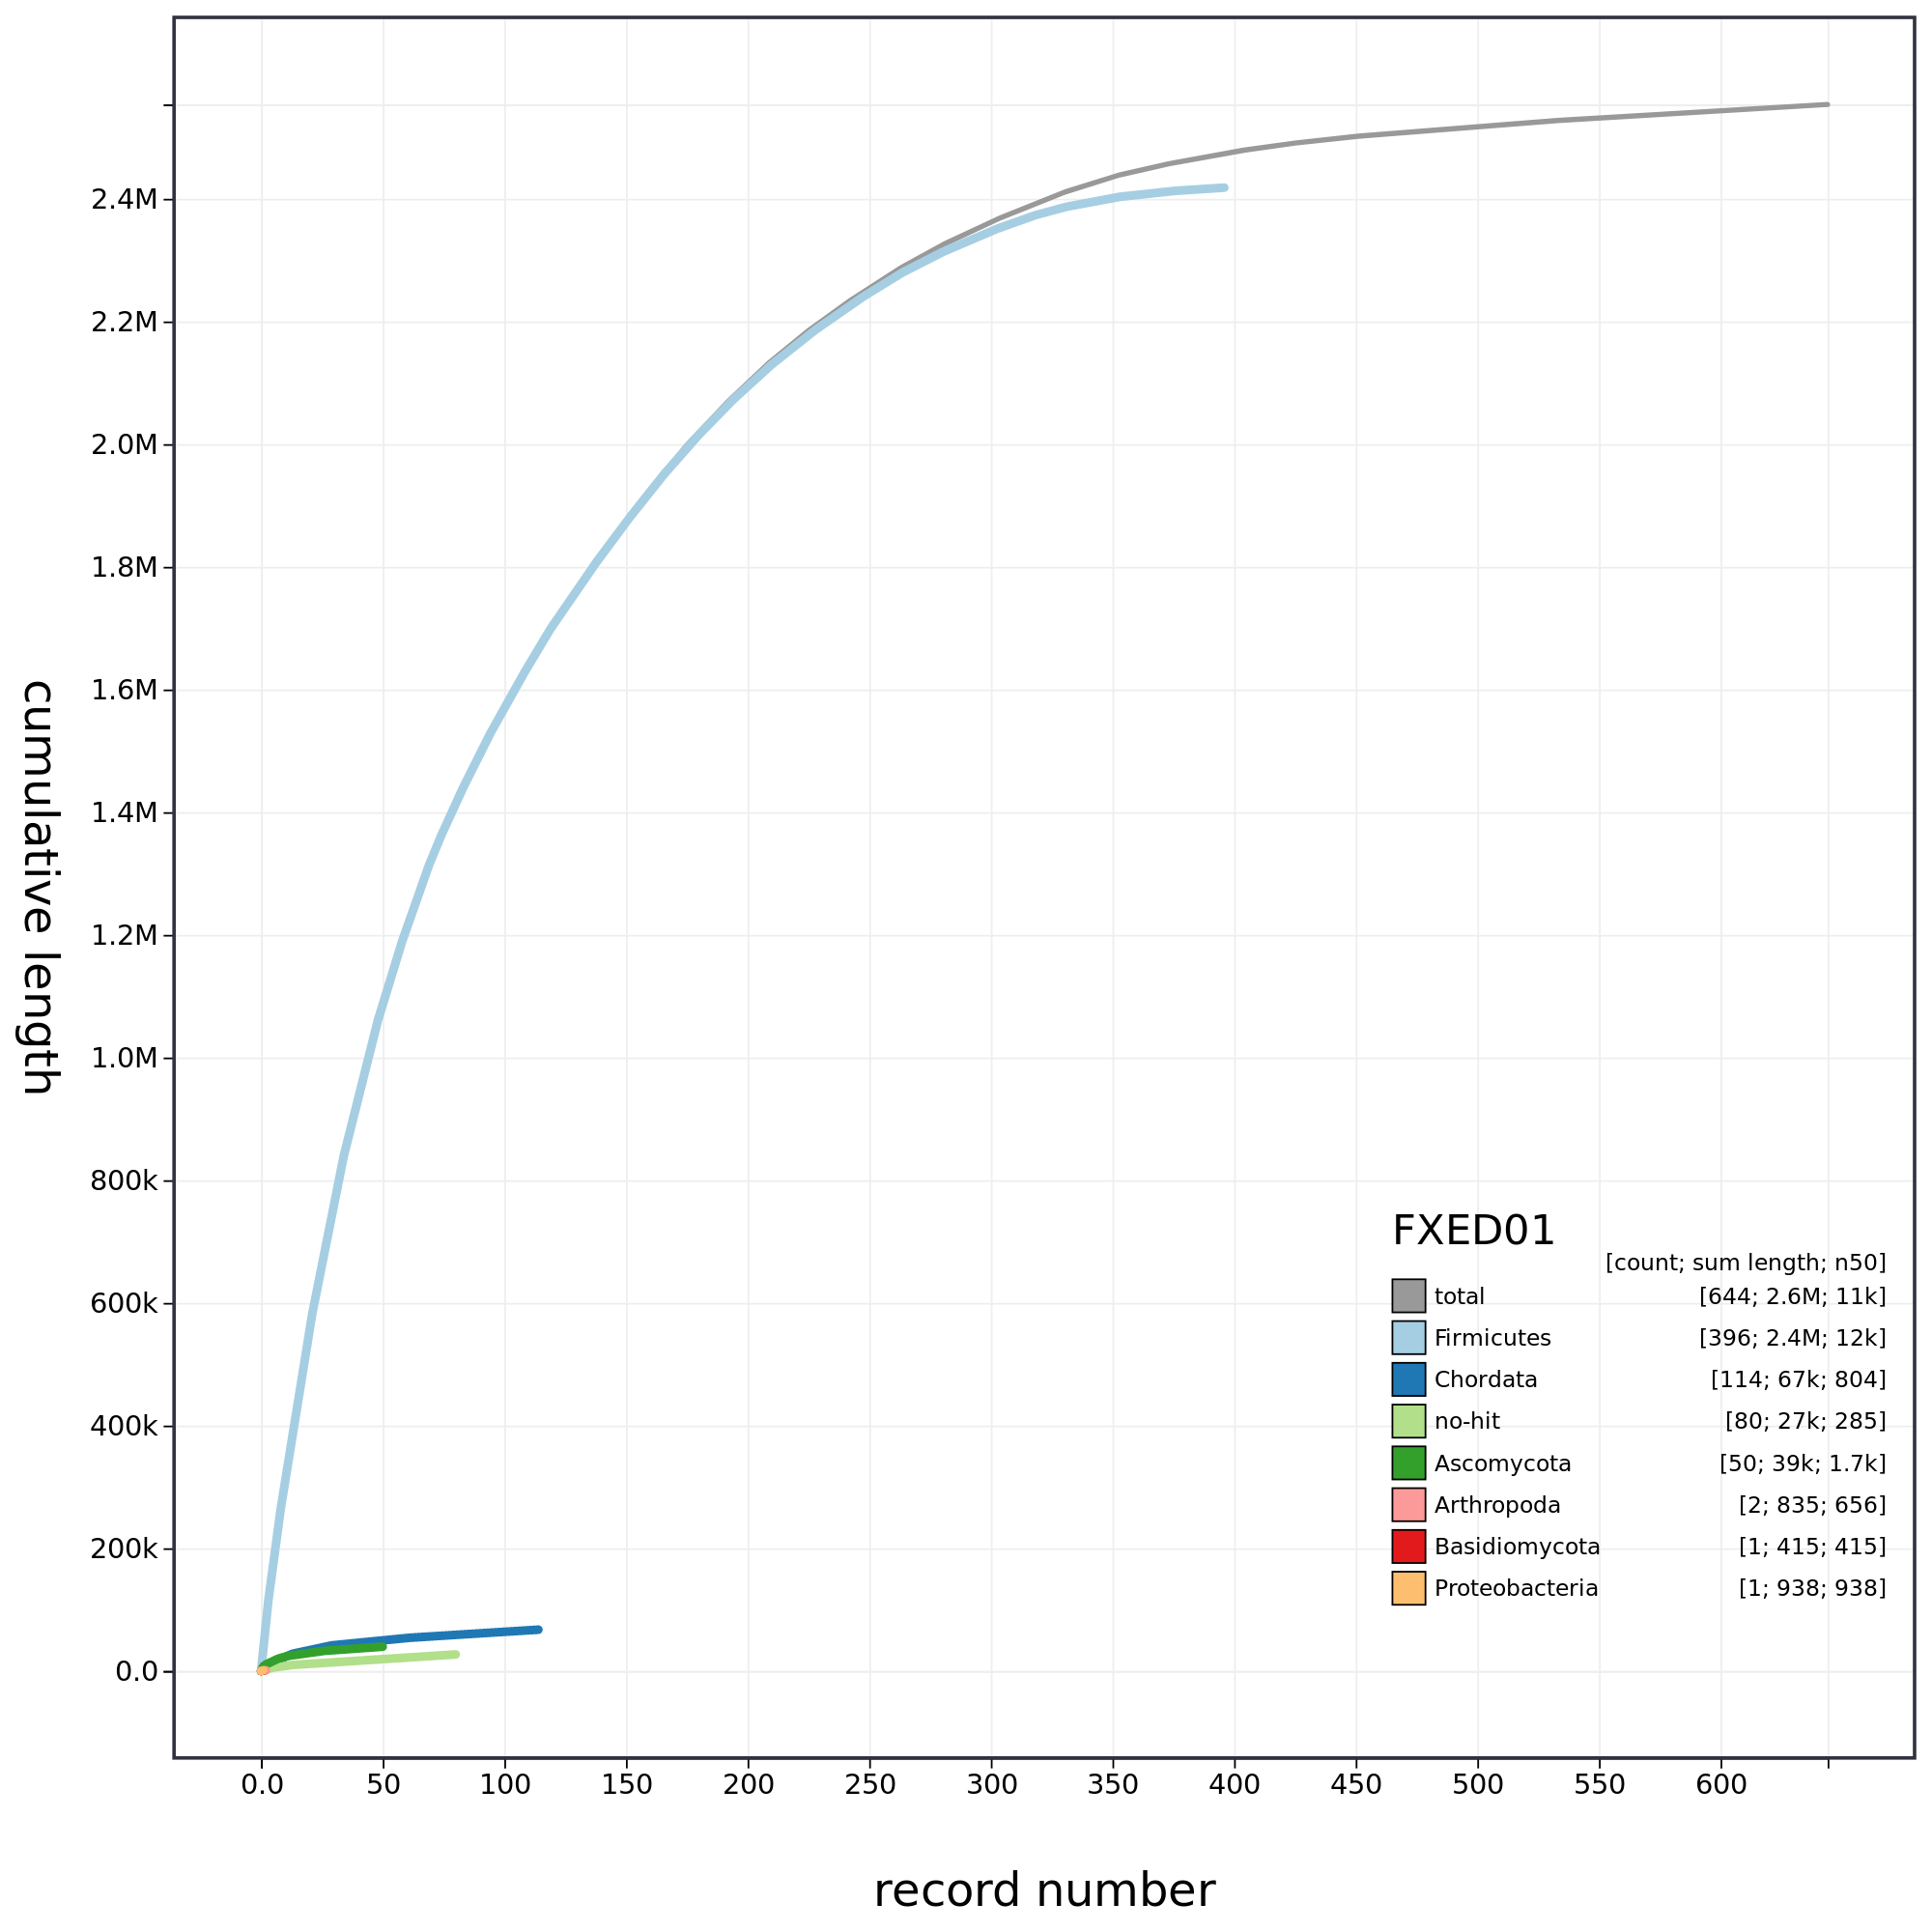 cumulative length
2.4M
2.2M
2.0M
1.8M
1.6M
1.4M
1.2M
1.0M
800k
600k
400k
200k
0.0
FXED01
[count; sum length; n50]
total [644; 2.6M; 11k]
Firmicutes [396; 2.4M; 12k]
Chordata [114; 67k; 804]
no-hit [80; 27k; 285]
Ascomycota [50; 39k; 1.7k]
Arthropoda [2; 835; 656]
Basidiomycota [1; 415; 415]
Proteobacteria [1; 938; 938]
0.0 50 100 150 200 250 300 350 400 450 500 550 600
record number